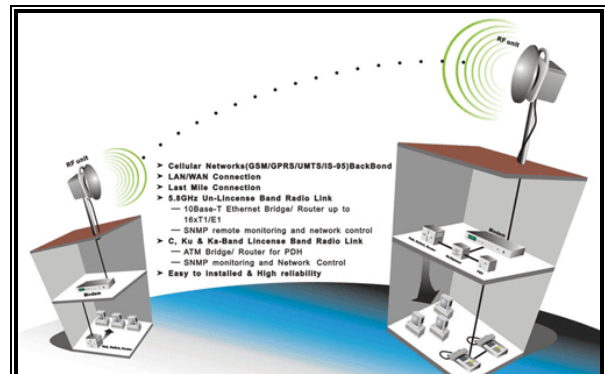 RF unit
RF unit
➤ Cellular Networks(GSM/GPRS/UMTS/IS-95)BackBond
➤ LAN/WAN Connection
➤ Last Mile Connection
➤ 5.8GHz Un-Lincense Band Radio Link
— 10Base-T Ethernet Bridge/ Router up to
16xT1/E1
— SNMP remote monitoring and network control
➤ C, Ku & Ka-Band Lincense Band Radio Link
— ATM Bridge/ Router for PDH
— SNMP monitoring and Network Control
➤ Easy to installed & High reliability
Modem
Modem